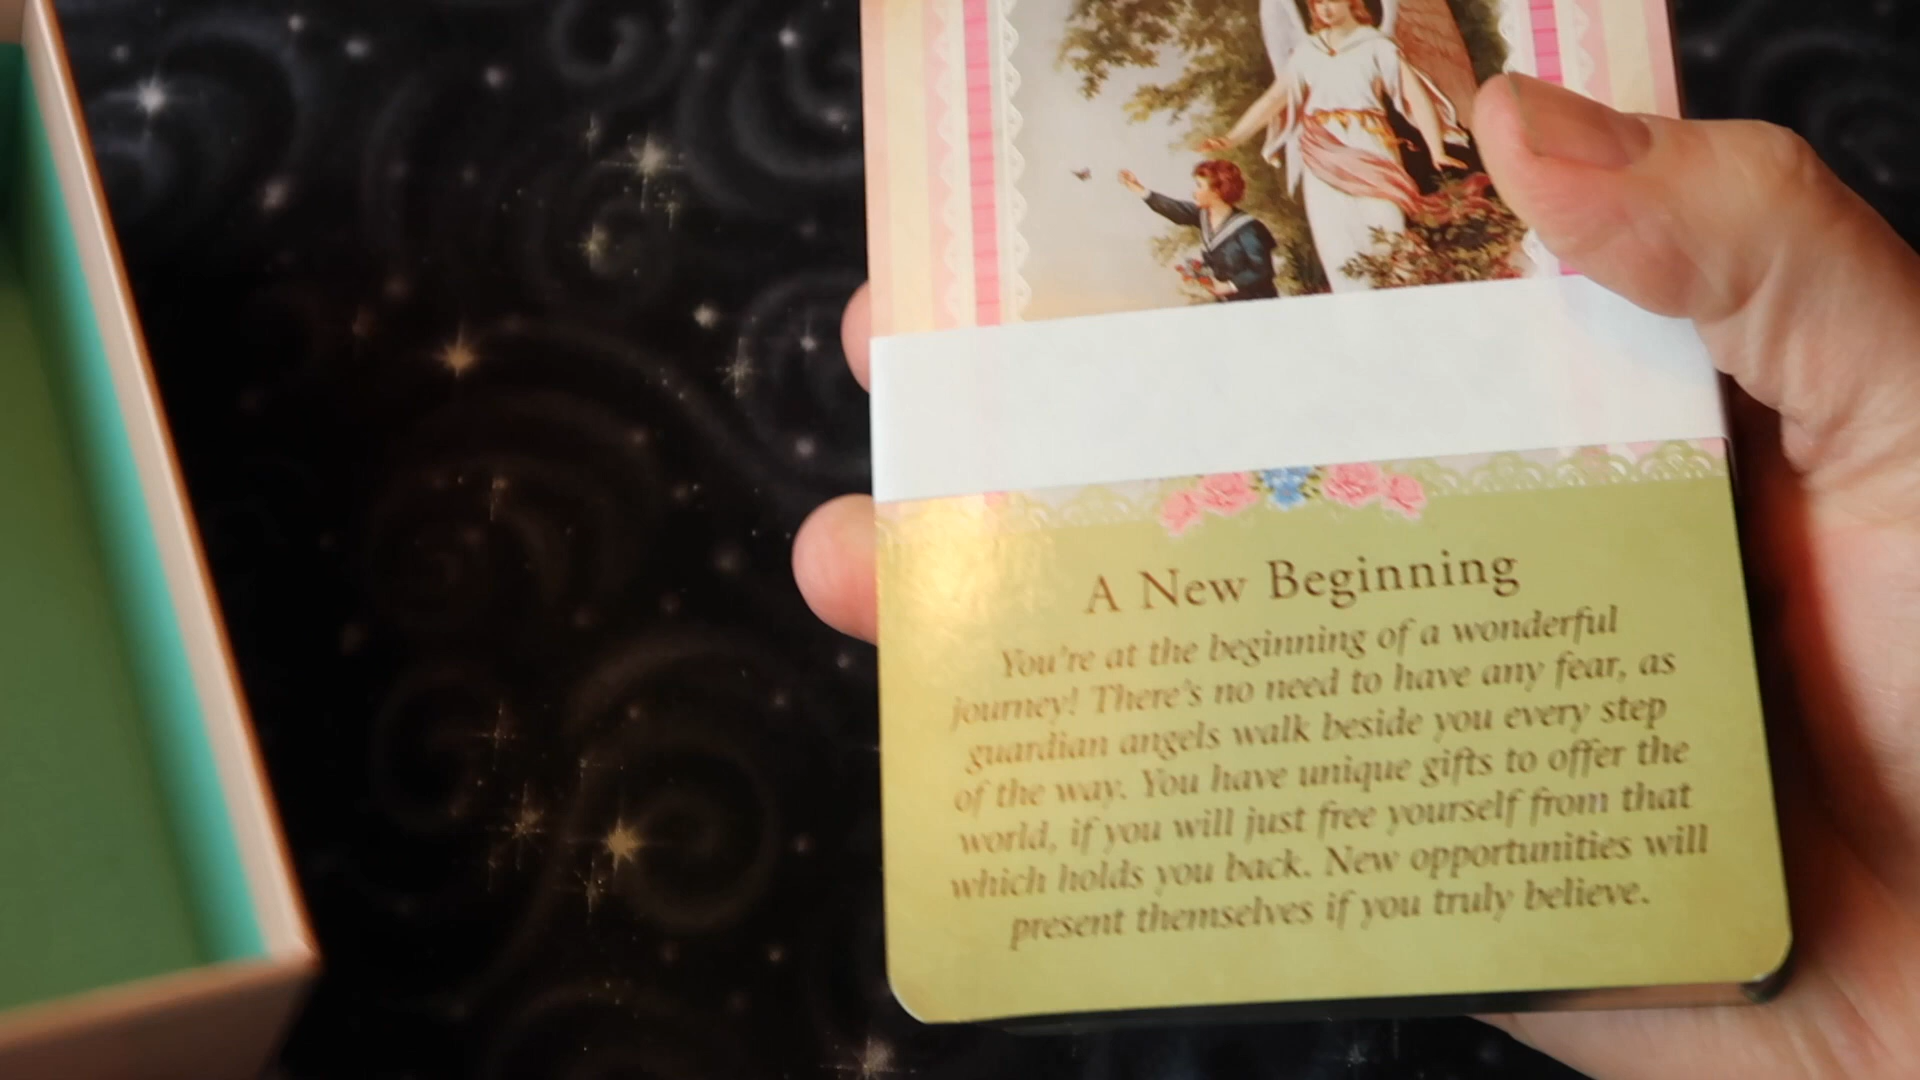 A New Beginning
You're at the beginning of a wonderful
journey! There's no need to have any fear, as
guardian angels walk beside you every step
of the way. You have unique gifts to offer the
world, if you will just free yourself from that
which holds you back. New opportunities will
present themselves if you truly believe.